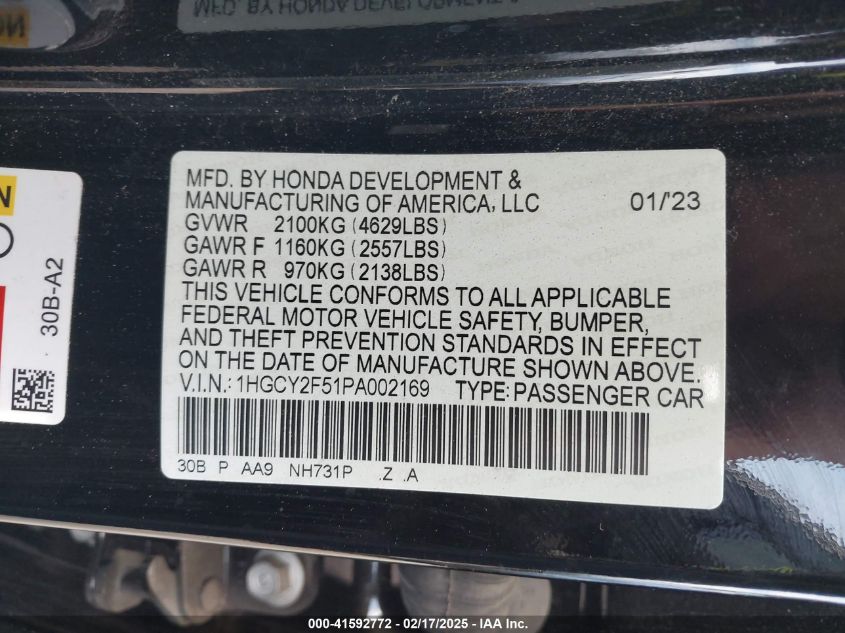 MFD. BY HONDA DEVELOPMENT &
MANUFACTURING OF AMERICA, LLC 01/'23
GVWR 2100KG (4629LBS)
GAWR F 1160KG (2557LBS)
GAWR R 970KG (2138LBS)
THIS VEHICLE CONFORMS TO ALL APPLICABLE
FEDERAL MOTOR VEHICLE SAFETY, BUMPER,
AND THEFT PREVENTION STANDARDS IN EFFECT
ON THE DATE OF MANUFACTURE SHOWN ABOVE.
V.I.N.: 1HGCY2F51PA002169 TYPE: PASSENGER CAR
30B P AA9 NH731P .Z .A
30B-A2
000-41592772 - 02/17/2025 - IAA, Inc.